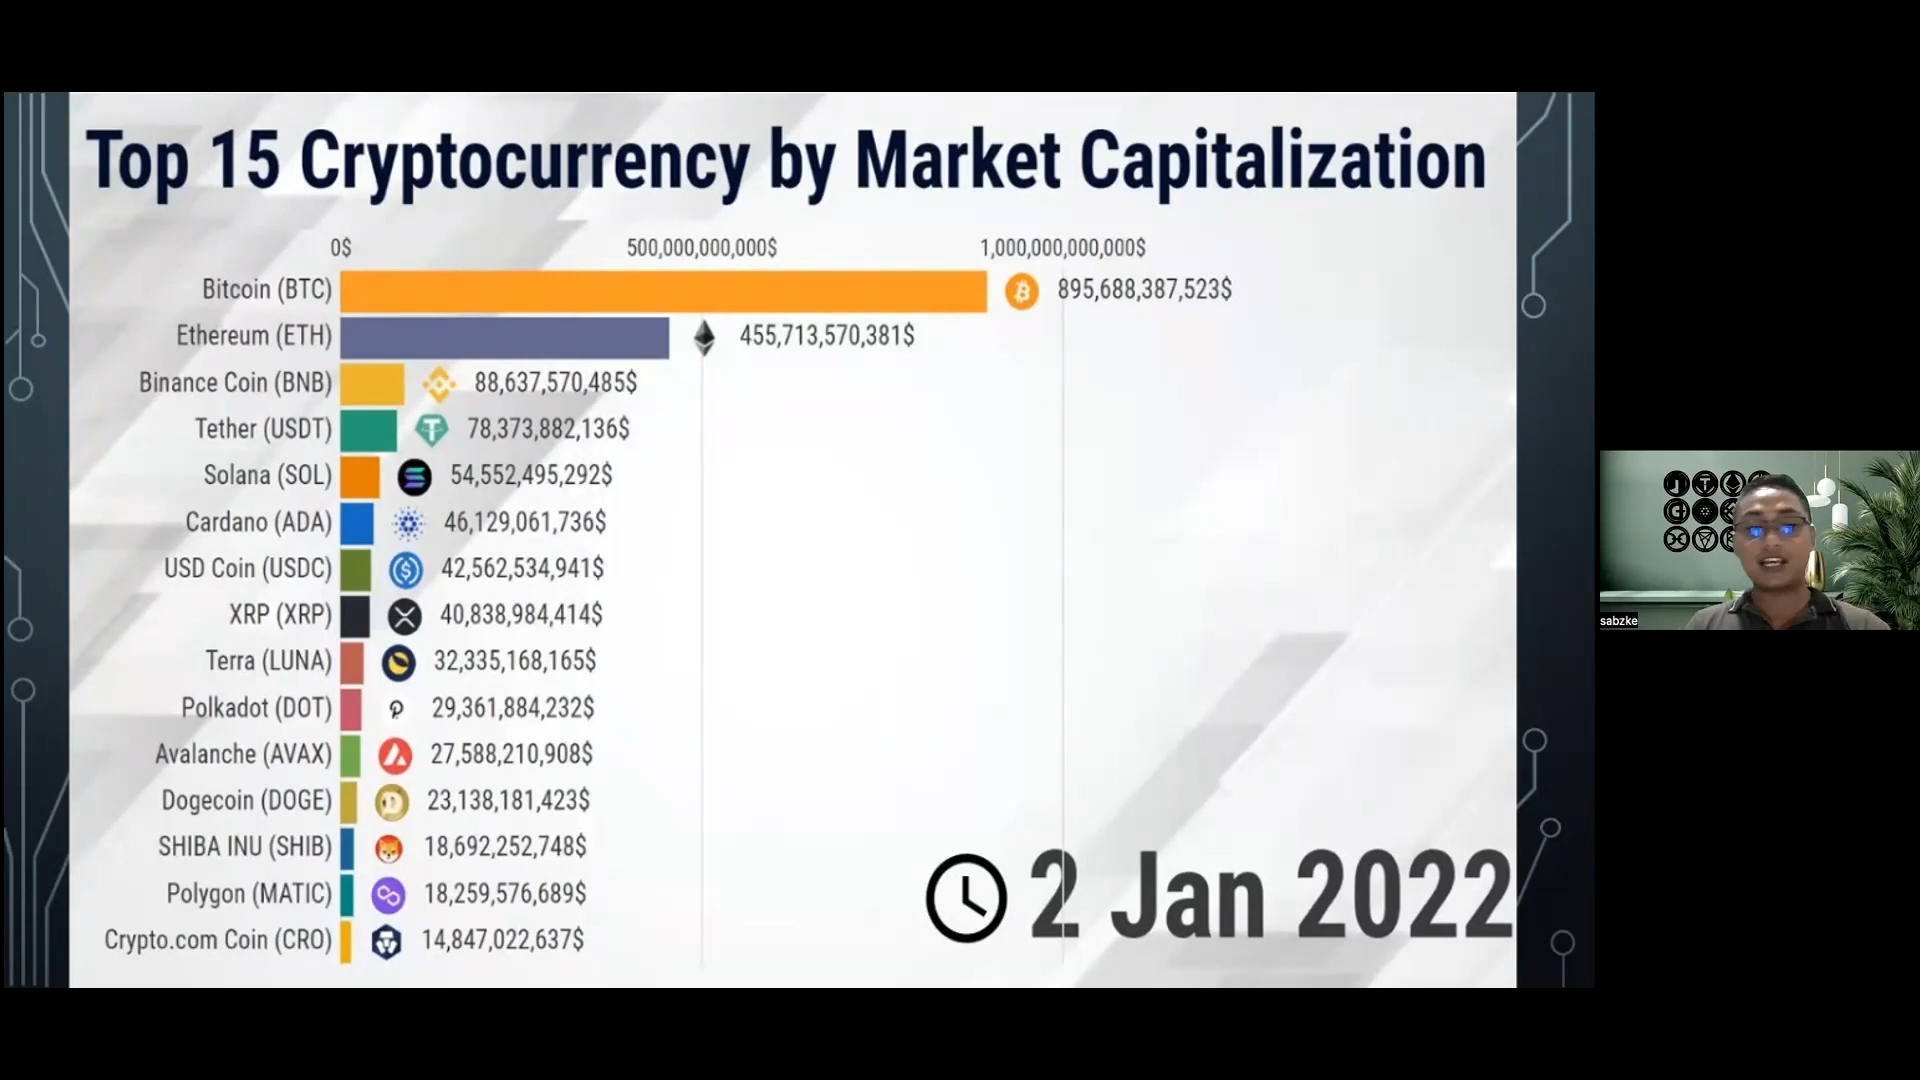 Top 15 Cryptocurrency by Market Capitalization
0$ 500,000,000,000$ 1,000,000,000,000$
Bitcoin (BTC) 895,688,387,523$
Ethereum (ETH) 455,713,570,381$
Binance Coin (BNB) 88,637,570,485$
Tether (USDT) 78,373,882,136$
Solana (SOL) 54,552,495,292$
Cardano (ADA) 46,129,061,736$
USD Coin (USDC) 42,562,534,941$
XRP (XRP) 40,838,984,414$
Terra (LUNA) 32,335,168,165$
Polkadot (DOT) 29,361,884,232$
Avalanche (AVAX) 27,588,210,908$
Dogecoin (DOGE) 23,138,181,423$
SHIBA INU (SHIB) 18,692,252,748$
Polygon (MATIC) 18,259,576,689$
Crypto.com Coin (CRO) 14,847,022,637$
2 Jan 2022
sabzke